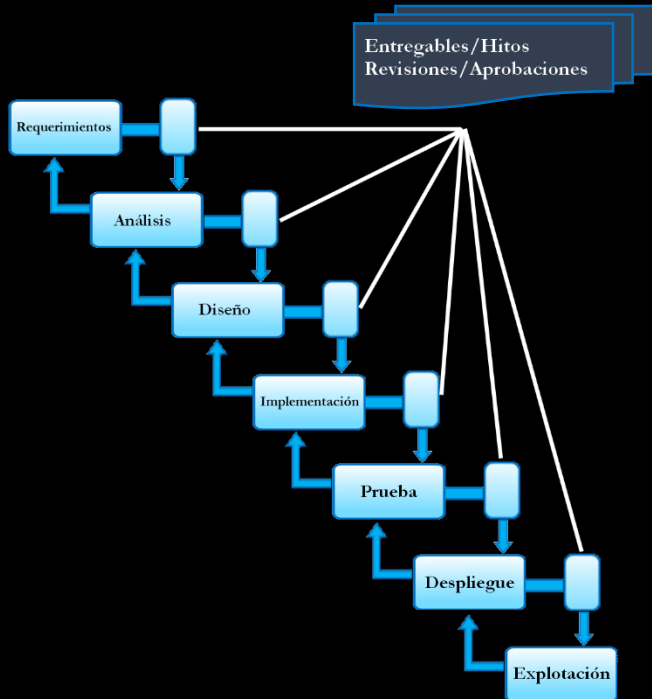 Entregables/Hitos
Revisiones/Aprobaciones
Requerimientos
Análisis
Diseño
Implementación
Prueba
Despliegue
Explotación